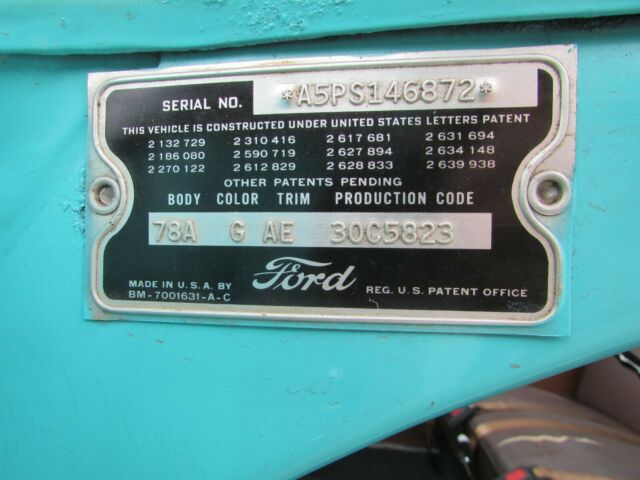 SERIAL NO. *A5PS146872*
THIS VEHICLE IS CONSTRUCTED UNDER UNITED STATES LETTERS PATENT
2 132 729 2 310 416 2 617 681 2 631 694
2 186 080 2 590 719 2 627 894 2 634 148
2 270 122 2 612 829 2 628 833 2 639 938
OTHER PATENTS PENDING
BODY COLOR TRIM PRODUCTION CODE
78A G AE 30C5823
MADE IN U.S.A. BY Ford REG. U.S. PATENT OFFICE
BM-7001631-A-C